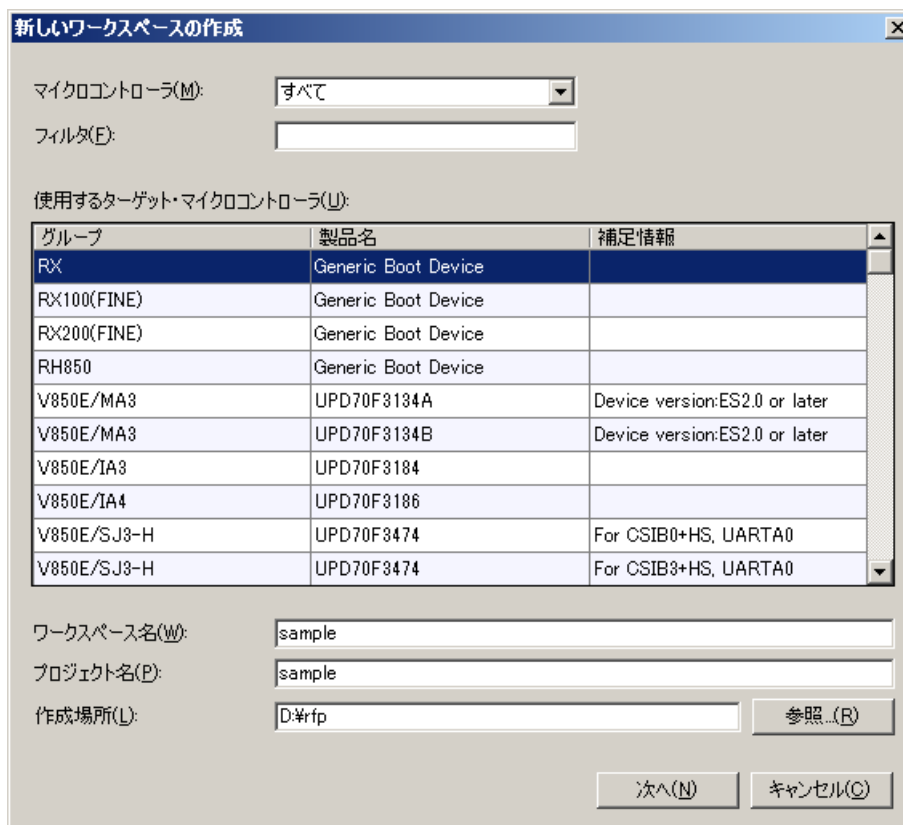 新しいワークスペースの作成
マイクロコントローラ(M): すべて
フィルタ(F):
使用するターゲット・マイクロコントローラ(U):
グループ 製品名 補足情報
RX Generic Boot Device
RX100(FINE) Generic Boot Device
RX200(FINE) Generic Boot Device
RH850 Generic Boot Device
V850E/MA3 UPD70F3134A Device version:ES2.0 or later
V850E/MA3 UPD70F3134B Device version:ES2.0 or later
V850E/IA3 UPD70F3184
V850E/IA4 UPD70F3186
V850E/SJ3-H UPD70F3474 For CSIB0+HS, UARTA0
V850E/SJ3-H UPD70F3474 For CSIB3+HS, UARTA0
ワークスペース名(W): sample
プロジェクト名(P): sample
作成場所(L): D:¥rfp 参照...(R)
次へ(N) キャンセル(C)